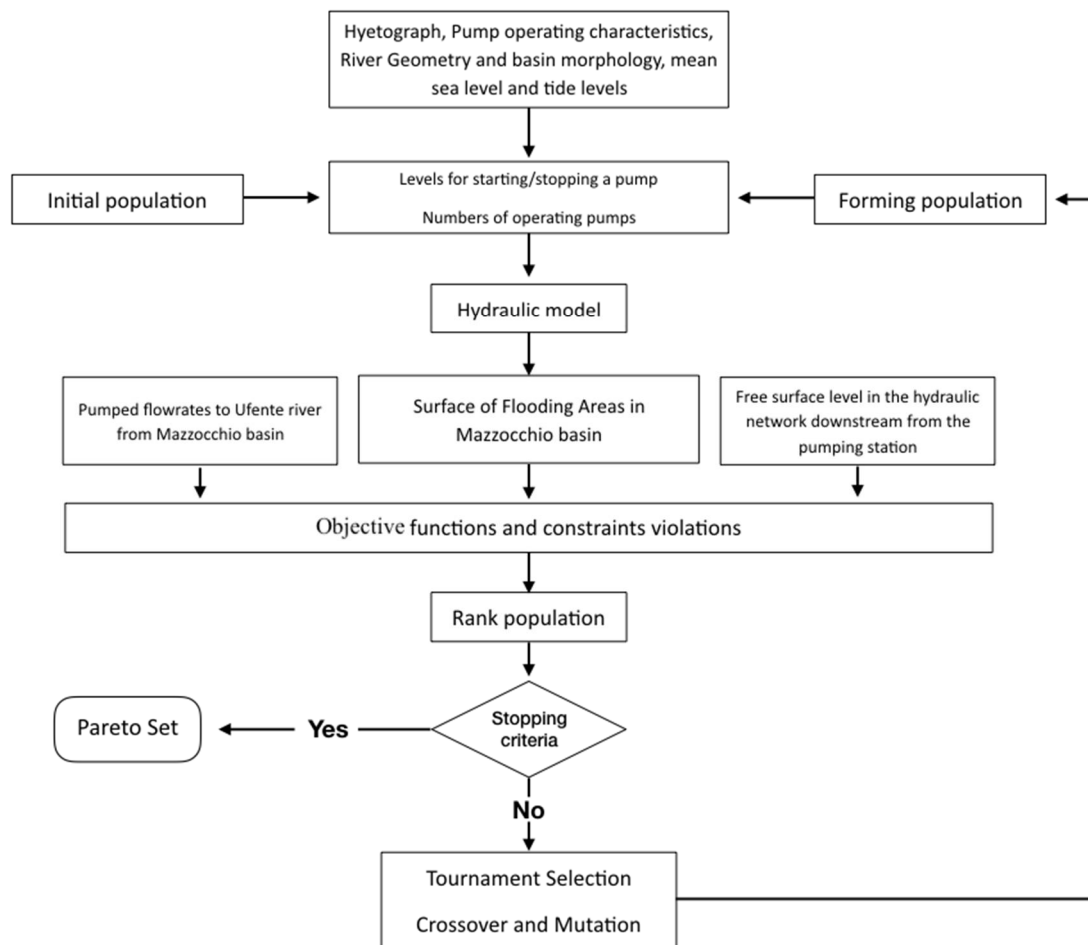 Hyetograph, Pump operating characteristics,
River Geometry and basin morphology, mean
sea level and tide levels
Initial population
Levels for starting/stopping a pump
Numbers of operating pumps
Forming population
Hydraulic model
Pumped flowrates to Ufente river
from Mazzocchio basin
Surface of Flooding Areas in
Mazzocchio basin
Free surface level in the hydraulic
network downstream from the
pumping station
Objective functions and constraints violations
Rank population
Stopping
criteria
Yes
Pareto Set
No
Tournament Selection
Crossover and Mutation